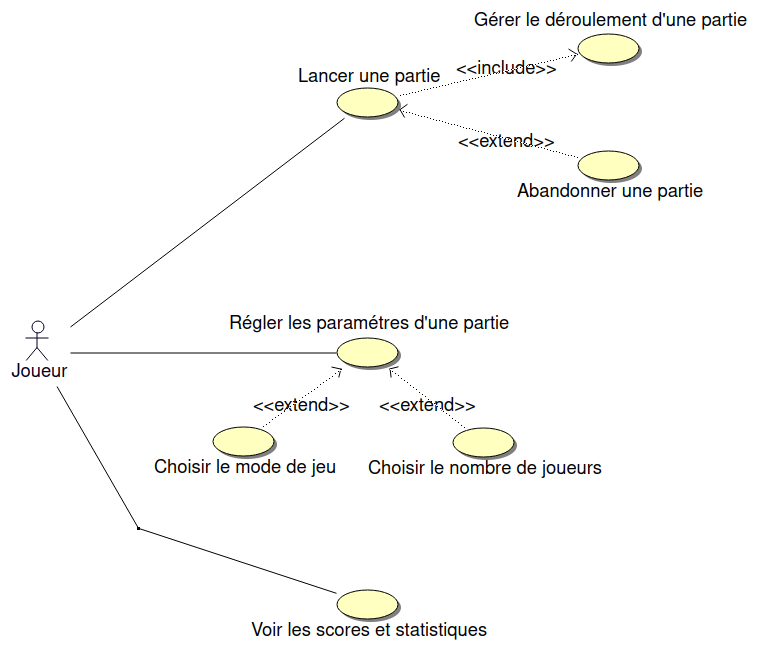 Gérer le déroulement d'une partie
<<include>>
Lancer une partie
<<extend>>
Abandonner une partie
Régler les paramétres d'une partie
Joueur
<<extend>>
<<extend>>
Choisir le mode de jeu
Choisir le nombre de joueurs
Voir les scores et statistiques